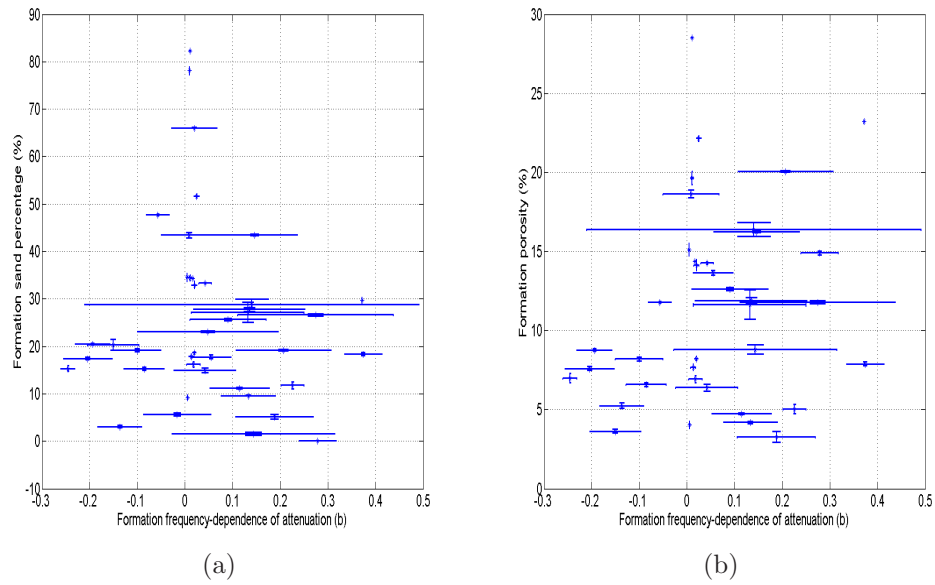 90
80
70
60
50
40
30
20
10
0
-10
Formation sand percentage (%)
-0.3 -0.2 -0.1 0 0.1 0.2 0.3 0.4 0.5
Formation frequency-dependence of attenuation (b)
(a)
30
25
20
15
10
5
0
Formation porosity (%)
-0.3 -0.2 -0.1 0 0.1 0.2 0.3 0.4 0.5
Formation frequency-dependence of attenuation (b)
(b)